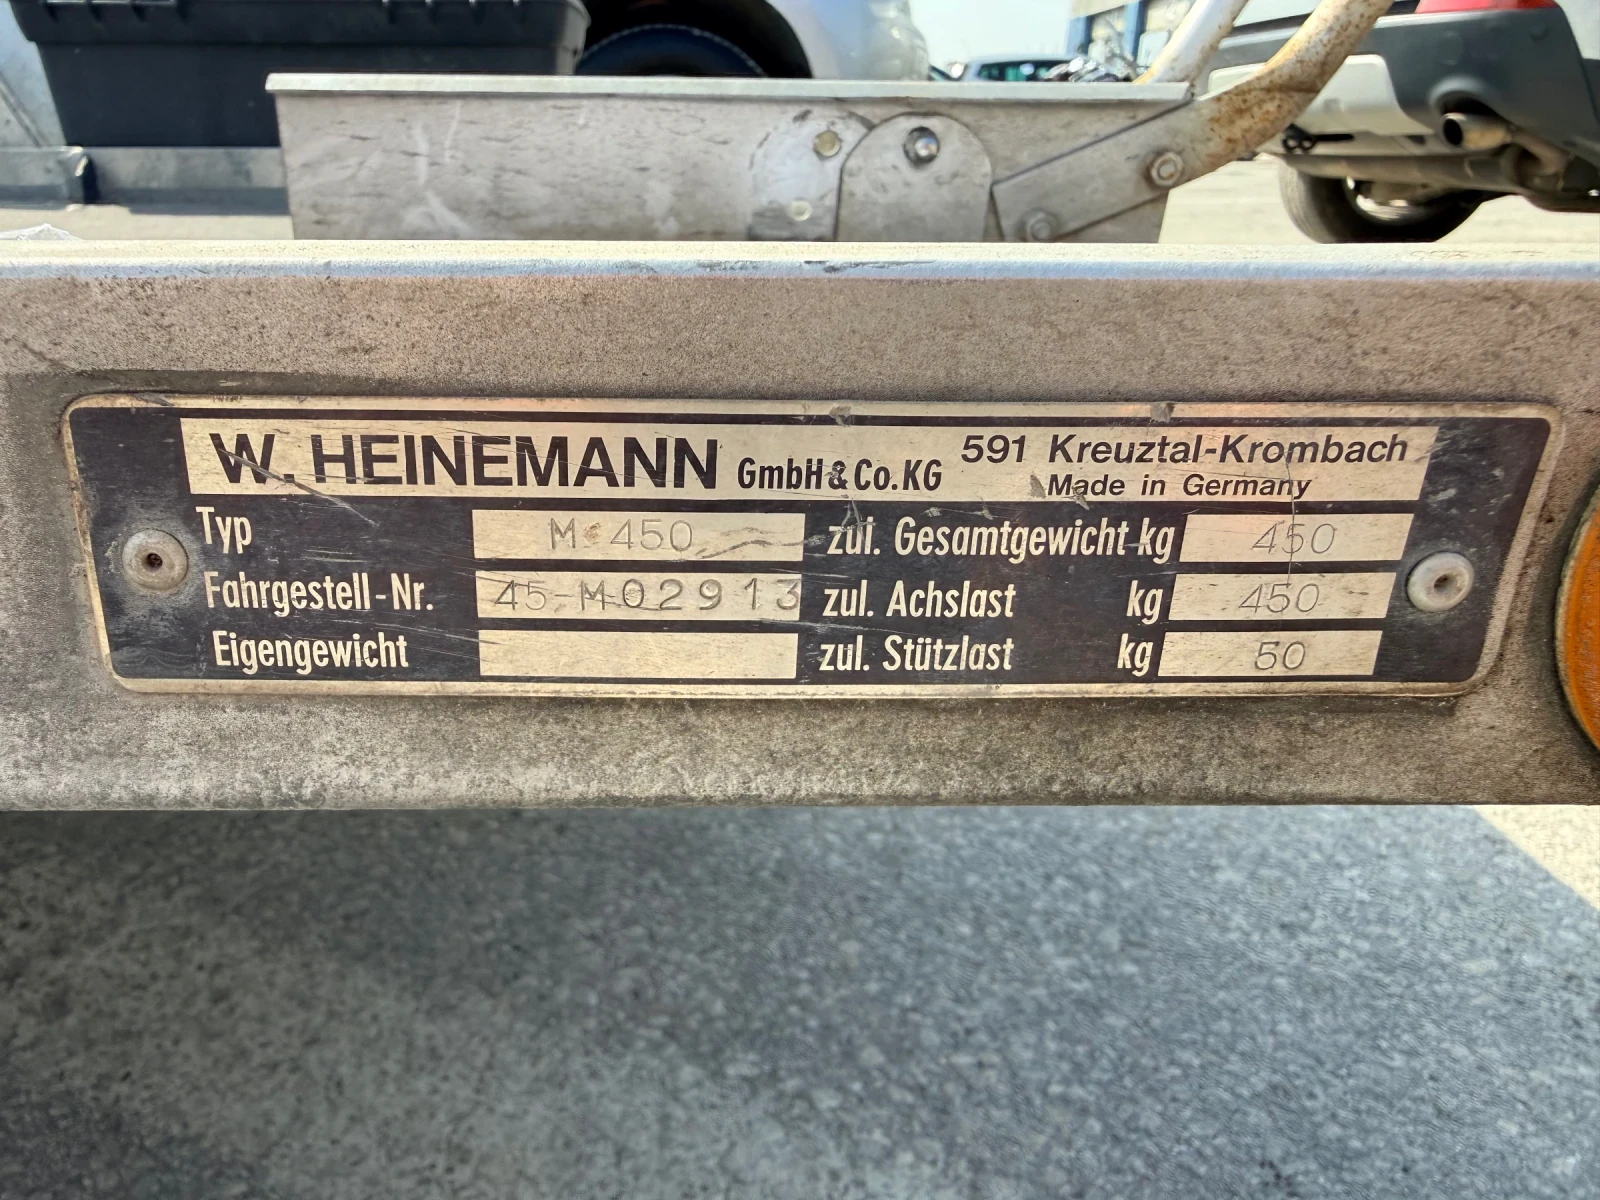 W. HEINEMANN GmbH & Co. KG 591 Kreuztal-Krombach
Made in Germany
Typ M 450 zul. Gesamtgewicht kg 450
Fahrgestell-Nr. 45-M02913 zul. Achslast kg 450
Eigengewicht zul. Stützlast kg 50